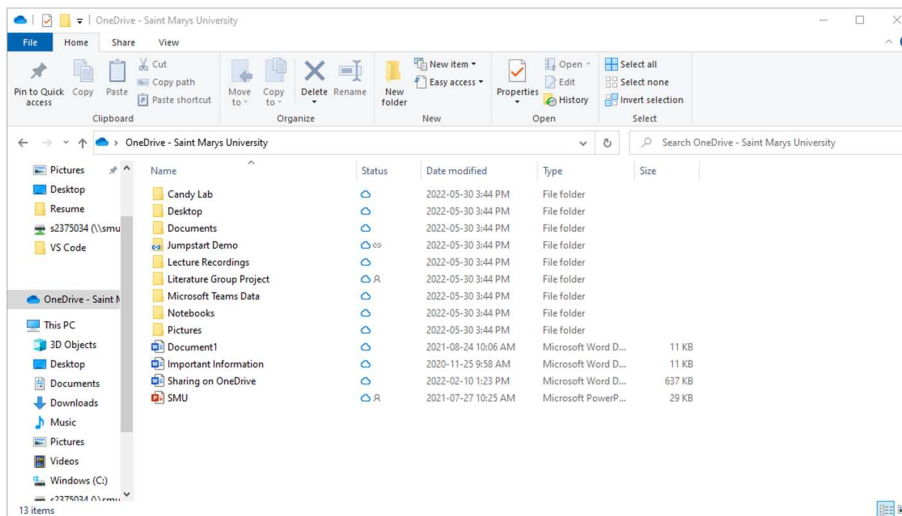 OneDrive - Saint Marys University
File Home Share View
Pin to Quick access
Copy
Paste
Cut
Copy path
Paste shortcut
Clipboard
Move to
Copy to
Delete
Rename
Organize
New folder
New item
Easy access
New
Properties
Open
Edit
History
Open
Select all
Select none
Invert selection
Select
OneDrive - Saint Marys University
Search OneDrive - Saint Marys University
Pictures
Desktop
Resume
s2375034 (\\smu
VS Code
OneDrive - Saint M
This PC
3D Objects
Desktop
Documents
Downloads
Music
Pictures
Videos
Windows (C:)
s2375034 (\\smu
Name Status Date modified Type Size
Candy Lab 2022-05-30 3:44 PM File folder
Desktop 2022-05-30 3:44 PM File folder
Documents 2022-05-30 3:44 PM File folder
Jumpstart Demo 2022-05-30 3:44 PM File folder
Lecture Recordings 2022-05-30 3:44 PM File folder
Literature Group Project 2022-05-30 3:44 PM File folder
Microsoft Teams Data 2022-05-30 3:44 PM File folder
Notebooks 2022-05-30 3:44 PM File folder
Pictures 2022-05-30 3:44 PM File folder
Document1 2021-08-24 10:06 AM Microsoft Word D... 11 KB
Important Information 2020-11-25 9:58 AM Microsoft Word D... 11 KB
Sharing on OneDrive 2022-02-10 1:23 PM Microsoft Word D... 637 KB
SMU 2021-07-27 10:25 AM Microsoft PowerP... 29 KB
13 items